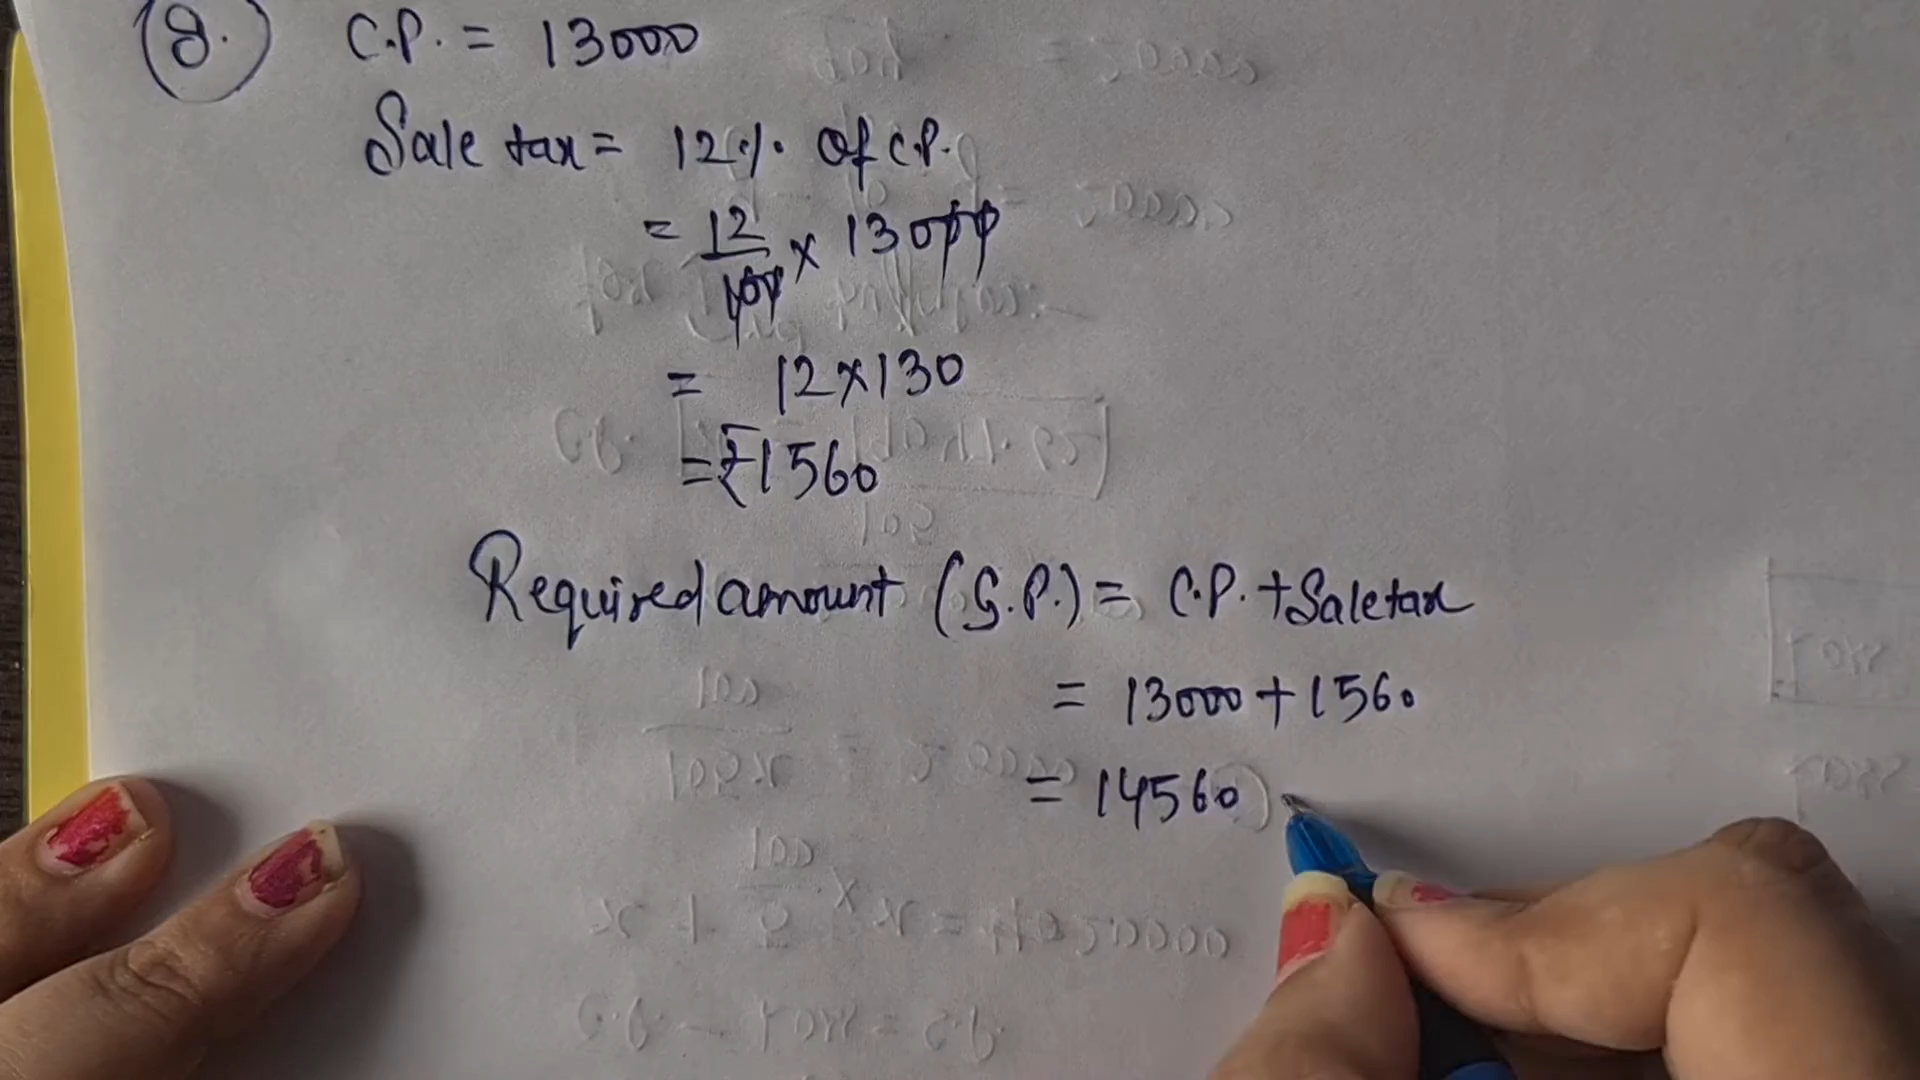 8. C.P. = 13000
Sale tax = 12% of C.P.
= 12/100 × 13000
= 12×130
= ₹1560
Required amount (S.P.) = C.P. + Sale tax
= 13000 + 1560
= 14560